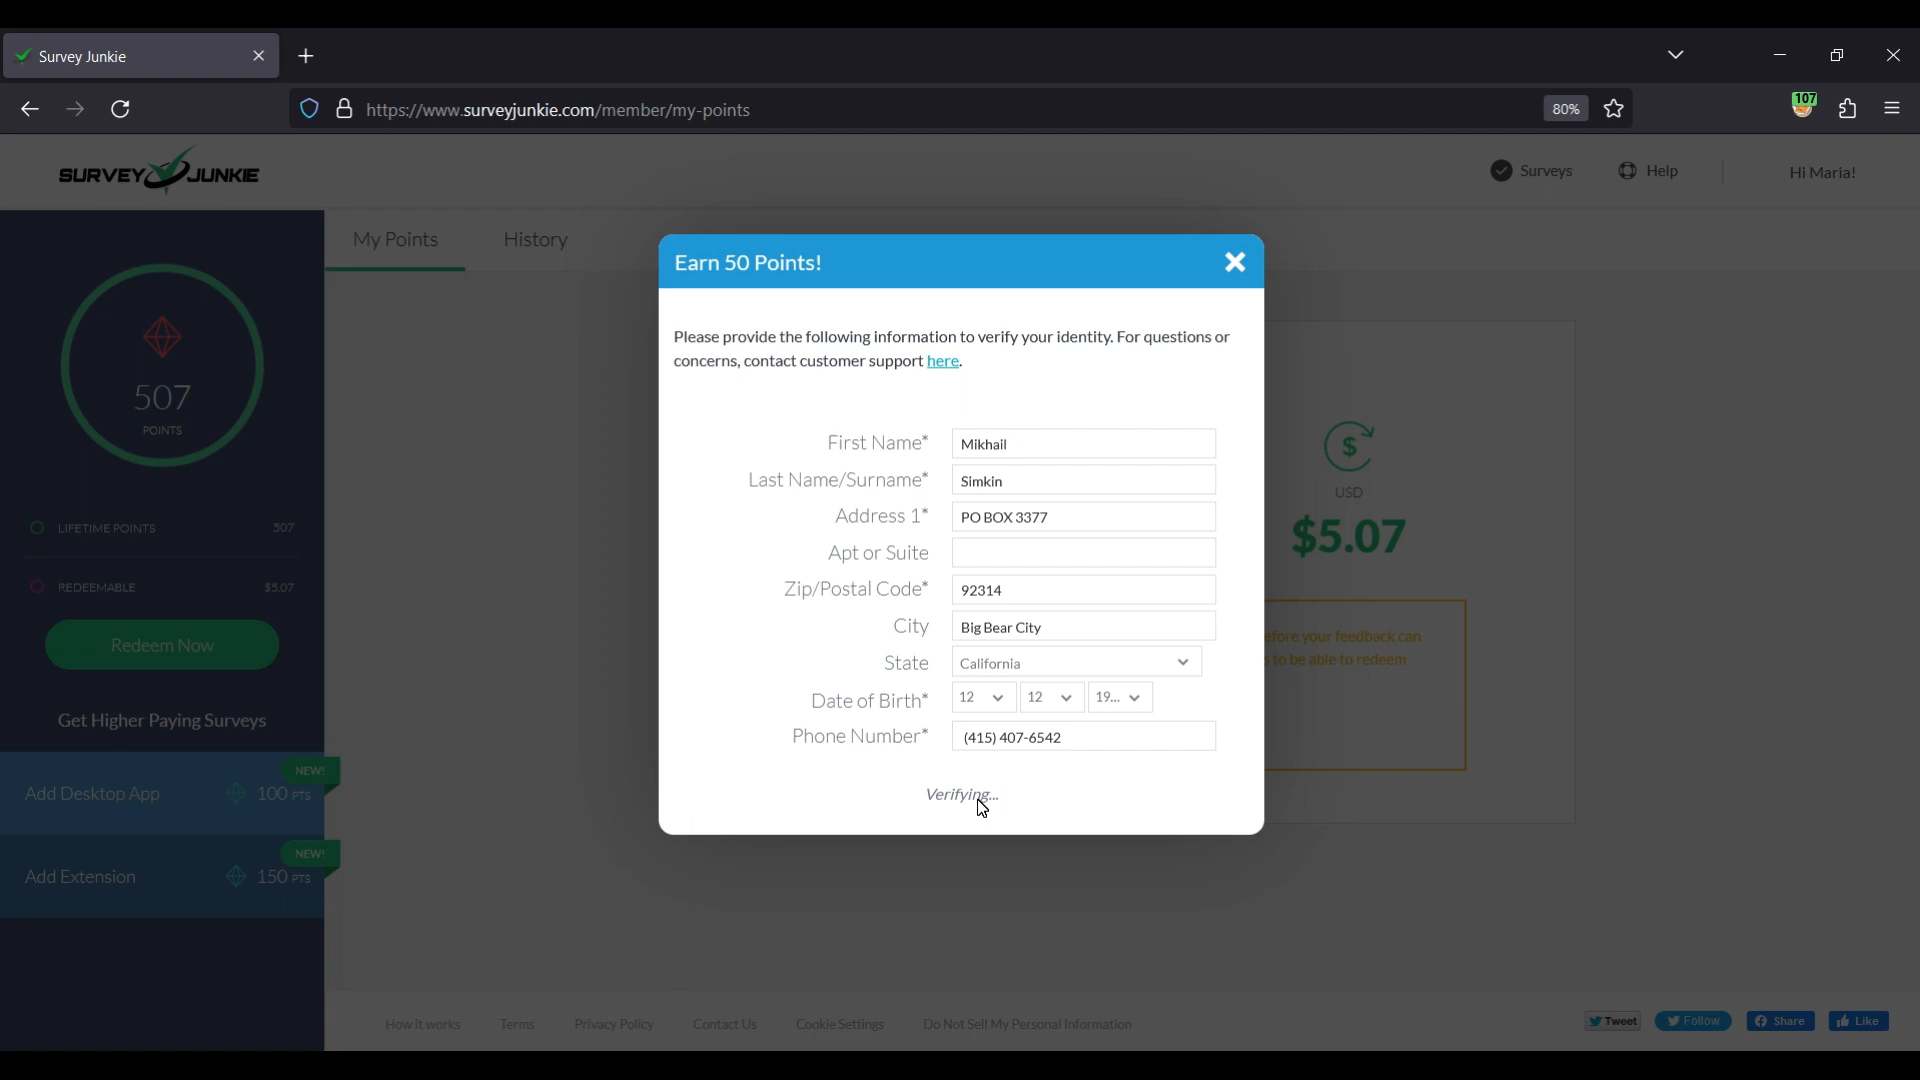 Survey Junkie
https://www.surveyjunkie.com/member/my-points
80%
107
SURVEY JUNKIE
Surveys
Help
Hi Maria!
My Points
History
507
POINTS
LIFETIME POINTS 507
REDEEMABLE $5.07
Redeem Now
Get Higher Paying Surveys
NEW!
Add Desktop App 100 PTS
NEW!
Add Extension 150 PTS
Earn 50 Points!
Please provide the following information to verify your identity. For questions or
concerns, contact customer support here.
First Name* Mikhail
Last Name/Surname* Simkin
Address 1* PO BOX 3377
Apt or Suite
Zip/Postal Code* 92314
City Big Bear City
State California
Date of Birth* 12 12 19...
Phone Number* (415) 407-6542
Verifying...
$
USD
$5.07
before your feedback can
to be able to redeem
How it works
Terms
Privacy Policy
Contact Us
Cookie Settings
Do Not Sell My Personal Information
Tweet
Follow
Share
Like